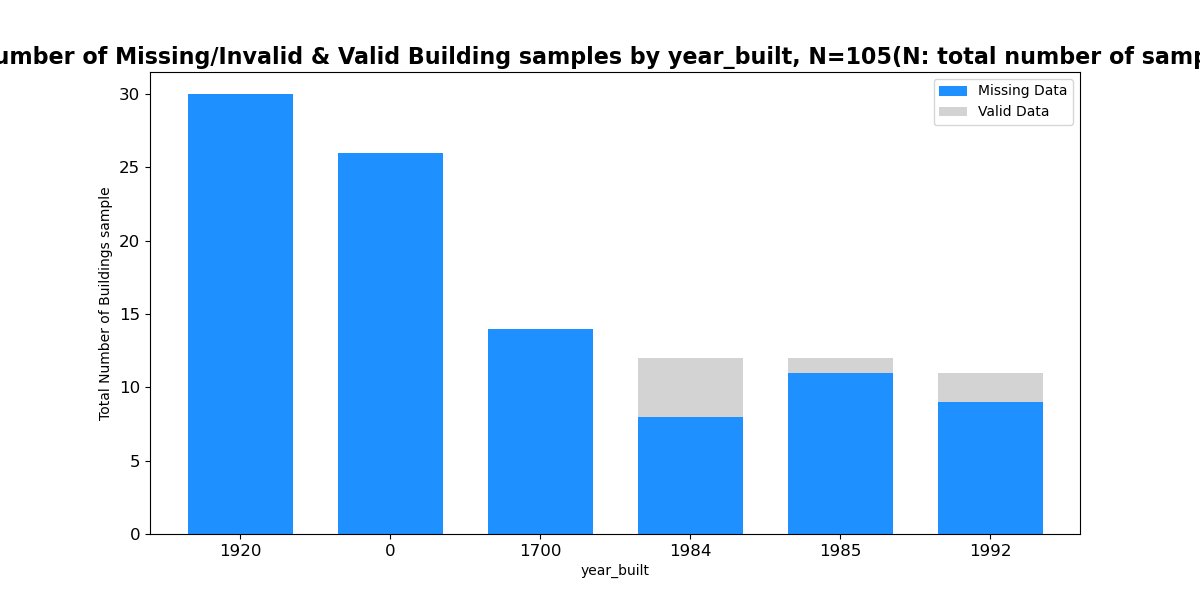 umber of Missing/Invalid & Valid Building samples by year_built, N=105(N: total number of samp
Missing Data
Valid Data
30
25
20
15
10
5
0
Total Number of Buildings sample
1920 0 1700 1984 1985 1992
year_built